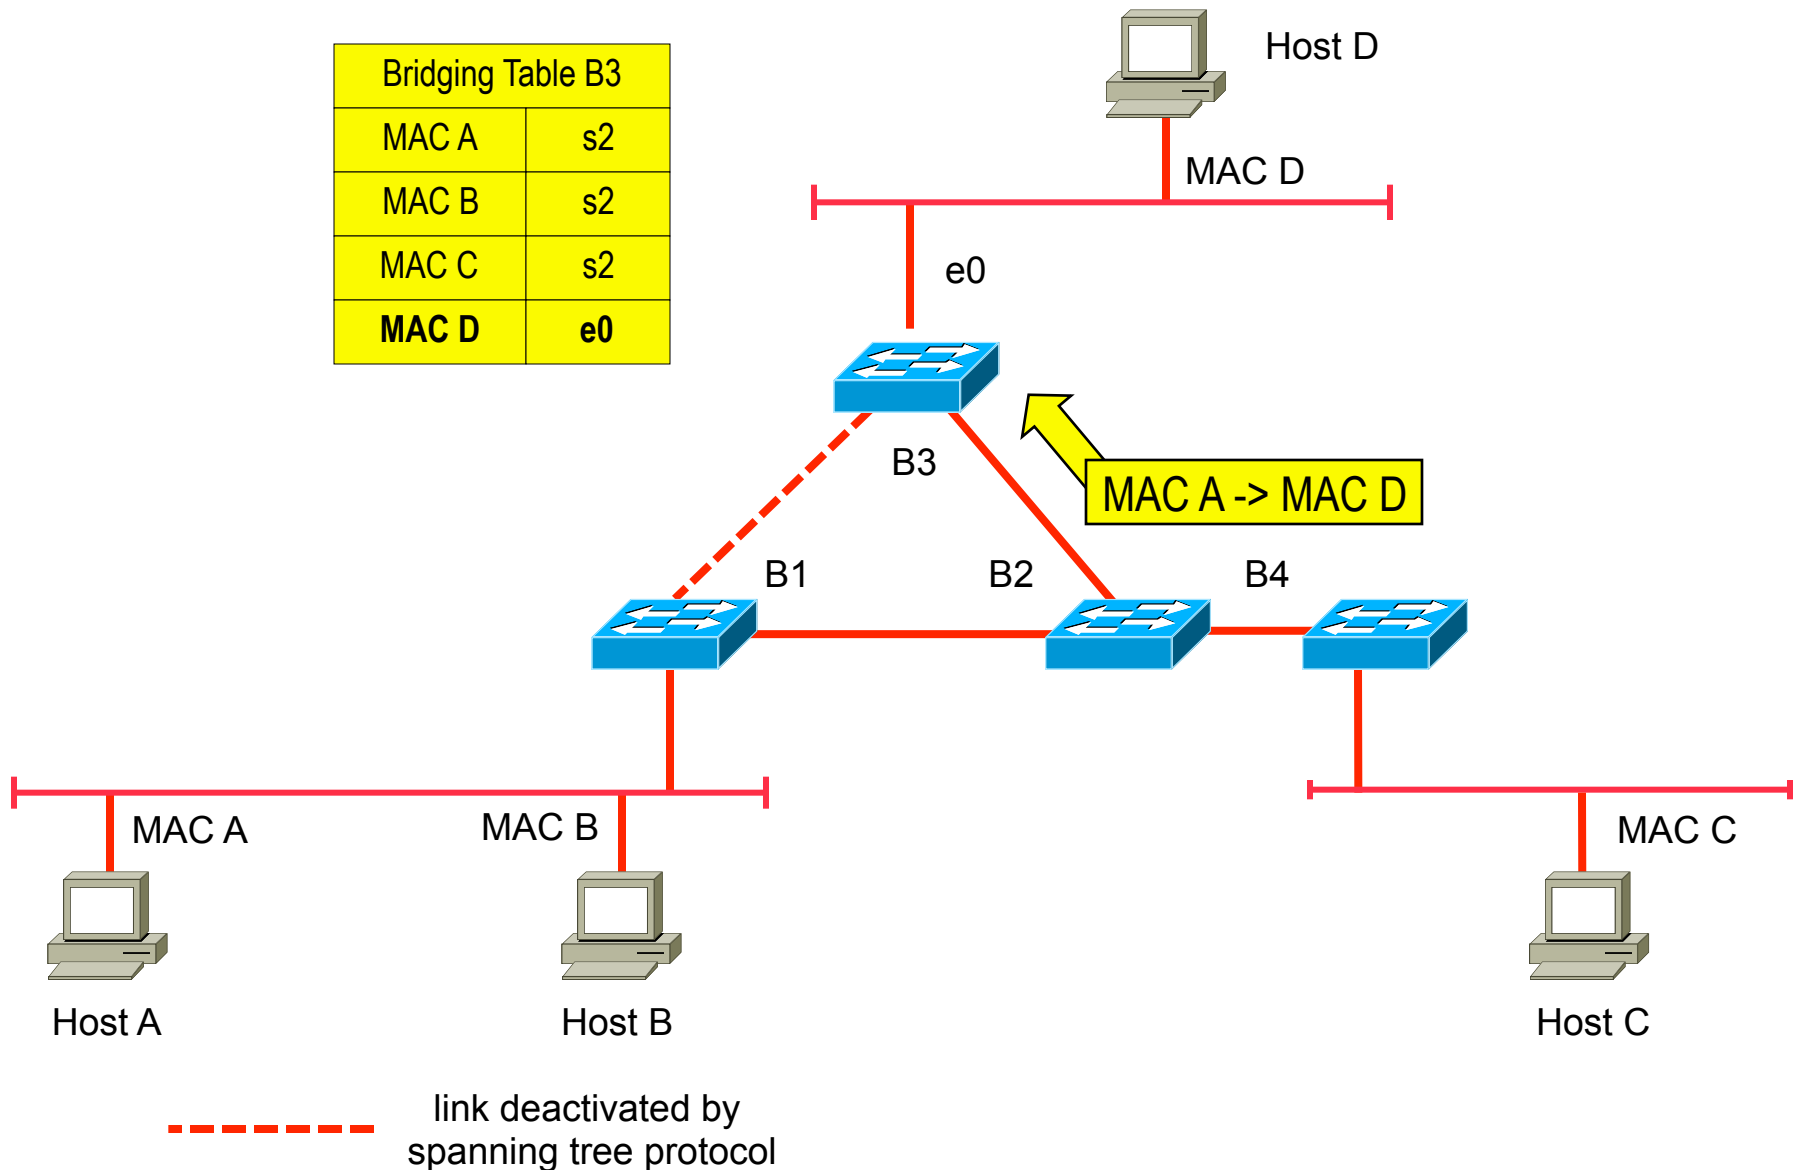 Host D
Bridging Table B3
MAC A s2
MAC B s2
MAC C s2
MAC D e0
MAC D
e0
B3
MAC A -> MAC D
B1
B2
B4
MAC A
MAC B
MAC C
Host A
Host B
Host C
link deactivated by
spanning tree protocol